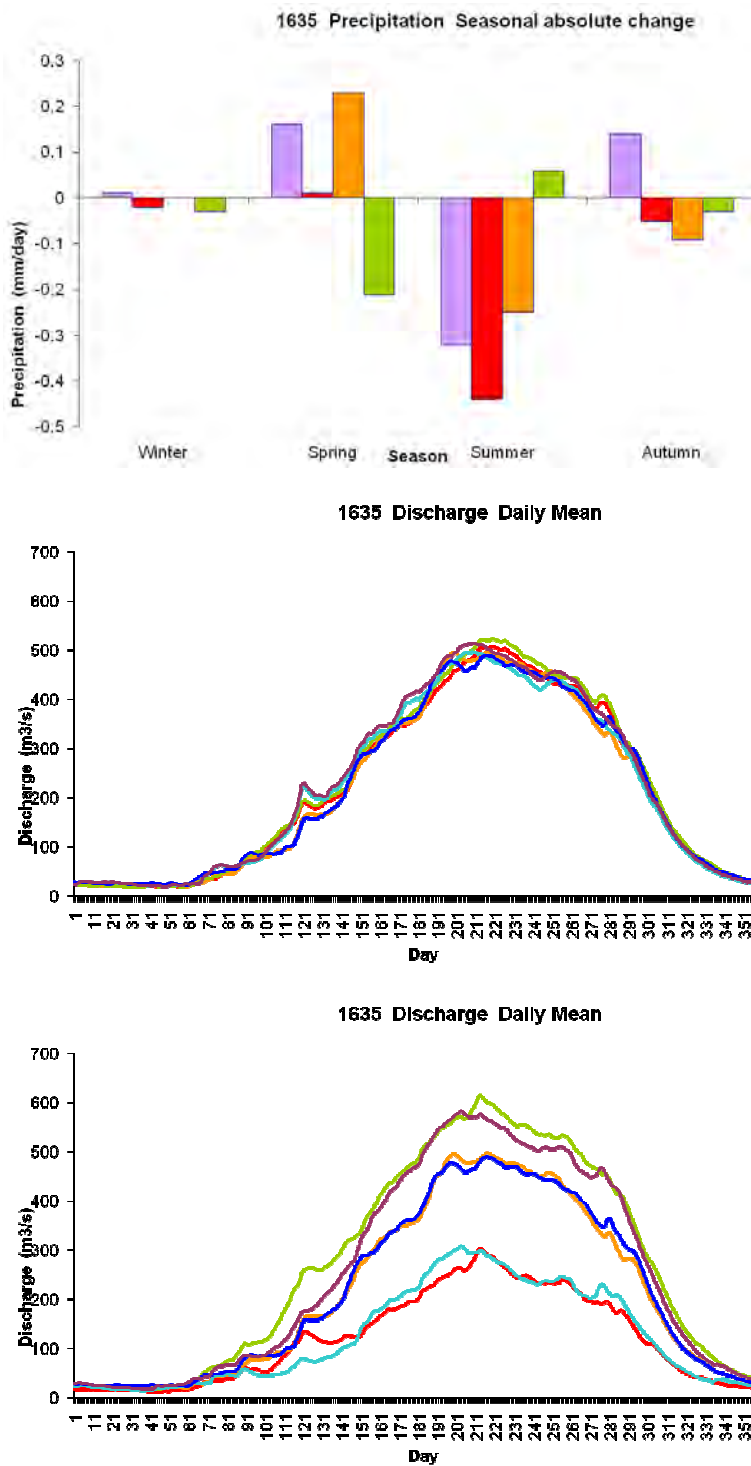 1635 Precipitation Seasonal absolute change
0.3
0.2
0.1
0
-0.1
-0.2
-0.3
-0.4
-0.5
Precipitation (mm/day)
Winter Spring Season Summer Autumn
1635 Discharge Daily Mean
700
600
500
400
300
200
100
0
Discharge (m3/s)
1 11 21 31 41 51 61 71 81 91 101 111 121 131 141 151 161 171 181 191 201 211 221 231 241 251 261 271 281 291 301 311 321 331 341 351
Day
1635 Discharge Daily Mean
700
600
500
400
300
200
100
0
Discharge (m3/s)
1 11 21 31 41 51 61 71 81 91 101 111 121 131 141 151 161 171 181 191 201 211 221 231 241 251 261 271 281 291 301 311 321 331 341 351
Day